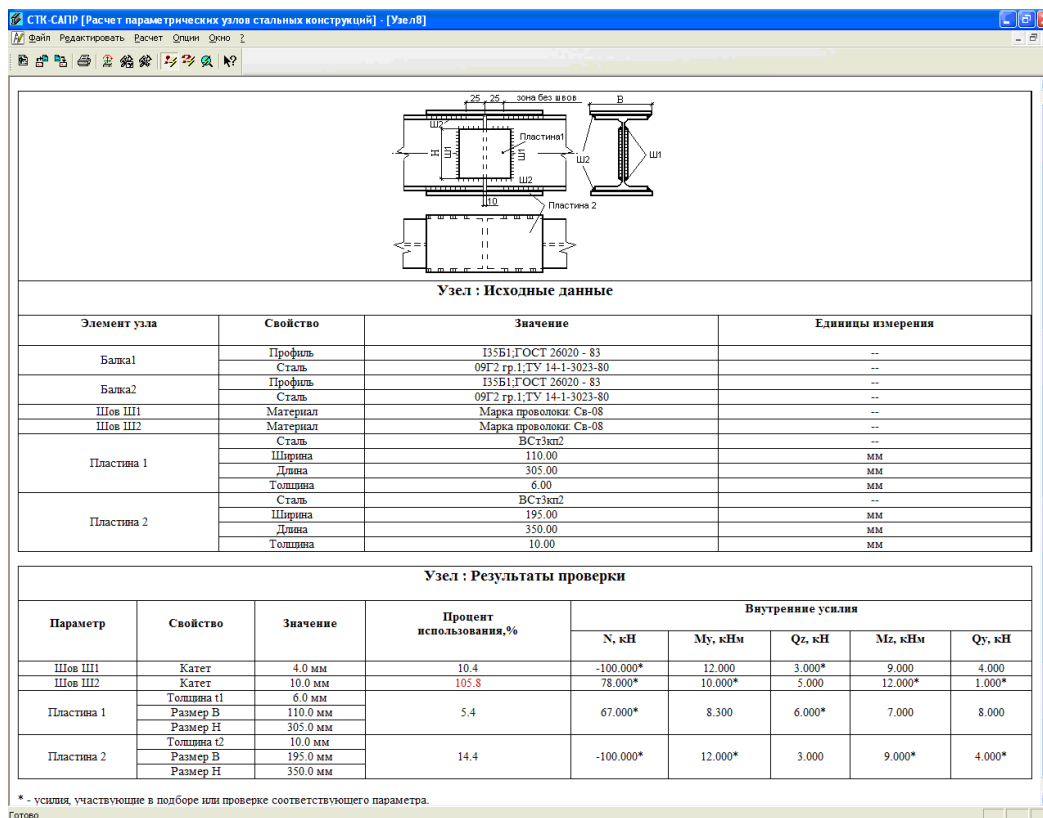 СТК-САПР [Расчет параметрических узлов стальных конструкций] - [Узел8]
Файл Редактировать Расчет Опции Окно ?
25 25 зона без швов B
Ш2
Пластина1
H Ш1 Ш1 Ш2 Ш1
Ш2
10 Пластина 2
Узел : Исходные данные
Элемент узла Свойство Значение Единицы измерения
Балка1 Профиль I35Б1;ГОСТ 26020 - 83 --
Сталь 09Г2 гр.1;ТУ 14-1-3023-80 --
Балка2 Профиль I35Б1;ГОСТ 26020 - 83 --
Сталь 09Г2 гр.1;ТУ 14-1-3023-80 --
Шов Ш1 Материал Марка проволоки: Св-08 --
Шов Ш2 Материал Марка проволоки: Св-08 --
Пластина 1 Сталь ВСт3кп2 --
Ширина 110.00 мм
Длина 305.00 мм
Толщина 6.00 мм
Пластина 2 Сталь ВСт3кп2 --
Ширина 195.00 мм
Длина 350.00 мм
Толщина 10.00 мм
Узел : Результаты проверки
Параметр Свойство Значение Процент использования,% Внутренние усилия
N, кН My, кНм Qz, кН Mz, кНм Qy, кН
Шов Ш1 Катет 4.0 мм 10.4 -100.000* 12.000 3.000* 9.000 4.000
Шов Ш2 Катет 10.0 мм 105.8 78.000* 10.000* 5.000 12.000* 1.000*
Пластина 1 Толщина t1 6.0 мм 5.4 67.000* 8.300 6.000* 7.000 8.000
Размер B 110.0 мм
Размер H 305.0 мм
Пластина 2 Толщина t2 10.0 мм 14.4 -100.000* 12.000* 3.000 9.000* 4.000*
Размер B 195.0 мм
Размер H 350.0 мм
* - усилия, участвующие в подборе или проверке соответствующего параметра.
Готово